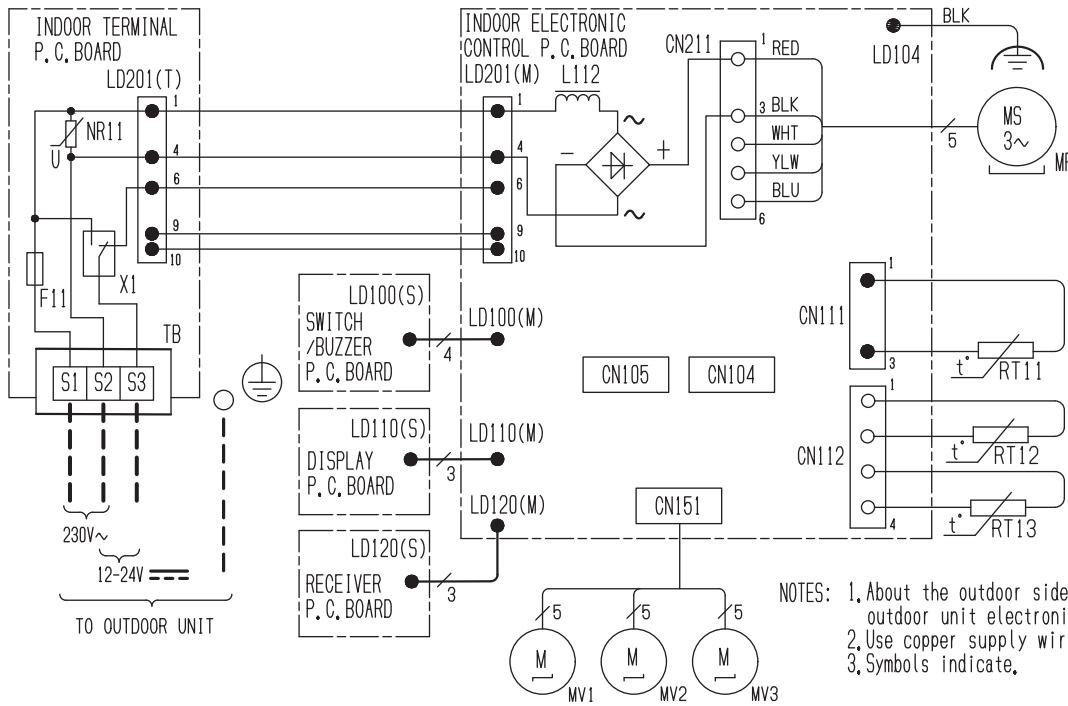 INDOOR TERMINAL
P.C.BOARD
LD201(T)
1
NR11
U
4
6
9
10
X1
F11
TB
S1 S2 S3
230V~
12-24V
TO OUTDOOR UNIT
INDOOR ELECTRONIC
CONTROL P.C.BOARD
LD201(M)
1
4
6
9
10
L112
~
-
+
~
CN211
1 RED
3 BLK
WHT
YLW
BLU
6
LD104
BLK
5
MS
3~
LD100(S)
SWITCH
/BUZZER
P.C.BOARD
4
LD100(M)
LD110(S)
DISPLAY
P.C.BOARD
3
LD110(M)
LD120(S)
RECEIVER
P.C.BOARD
3
LD120(M)
CN105
CN104
CN151
CN111
1
3
t°
RT11
CN112
1
4
t°
RT12
t°
RT13
5
5
5
M
MV1
M
MV2
M
MV3
NOTES: 1.About the outdoor side
outdoor unit electroni
2.Use copper supply wir
3.Symbols indicate.